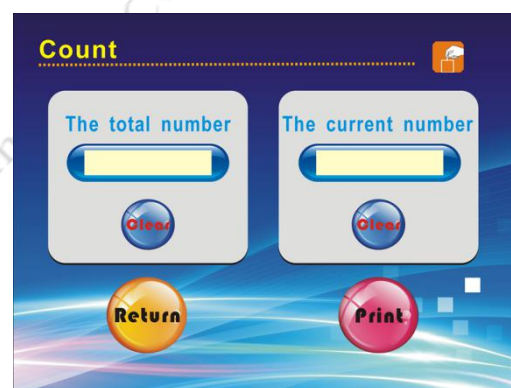 Count
The total number
The current number
Clear
Clear
Return
Print